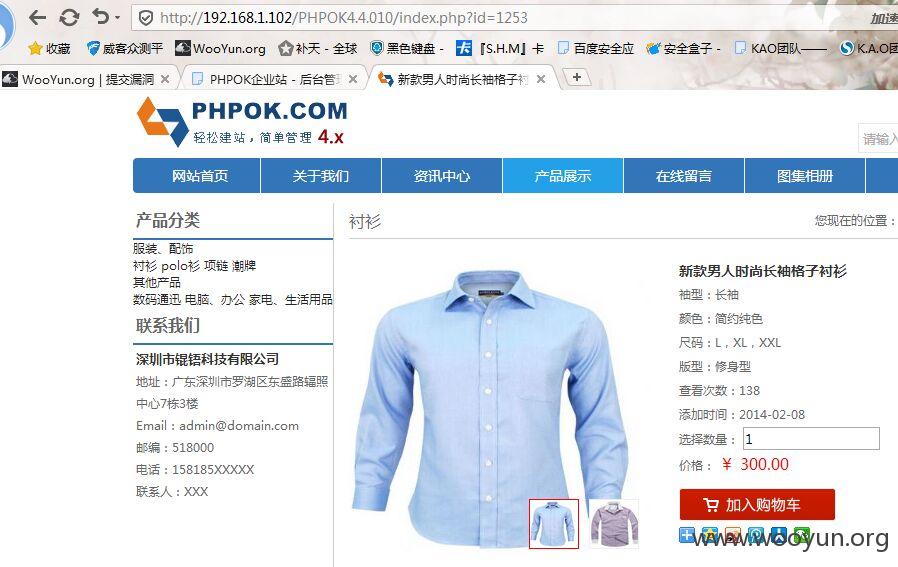 http://192.168.1.102/PHPOK4.4.010/index.php?id=1253
加速
收藏 威客众测平 WooYun.org 补天 - 全球 黑色键盘 - 『S.H.M』卡 百度安全应 安全盒子 - KAO团队—— K.A.O团
WooYun.org | 提交漏洞 PHPOK企业站 - 后台管 新款男人时尚长袖格子衬
PHPOK.COM
轻松建站，简单管理 4.x
请输入
网站首页 关于我们 资讯中心 产品展示 在线留言 图集相册
产品分类
服装、配饰
衬衫 polo衫 项链 潮牌
其他产品
数码通迅 电脑、办公 家电、生活用品
联系我们
深圳市锟铻科技有限公司
地址：广东深圳市罗湖区东盛路辐照
中心7栋3楼
Email：admin@domain.com
邮编：518000
电话：158185XXXXX
联系人：XXX
衬衫
您现在的位置：
新款男人时尚长袖格子衬衫
袖型：长袖
颜色：简约纯色
尺码：L，XL，XXL
版型：修身型
查看次数：138
添加时间：2014-02-08
选择数量： 1
价格： ￥ 300.00
加入购物车
www.wooyun.org